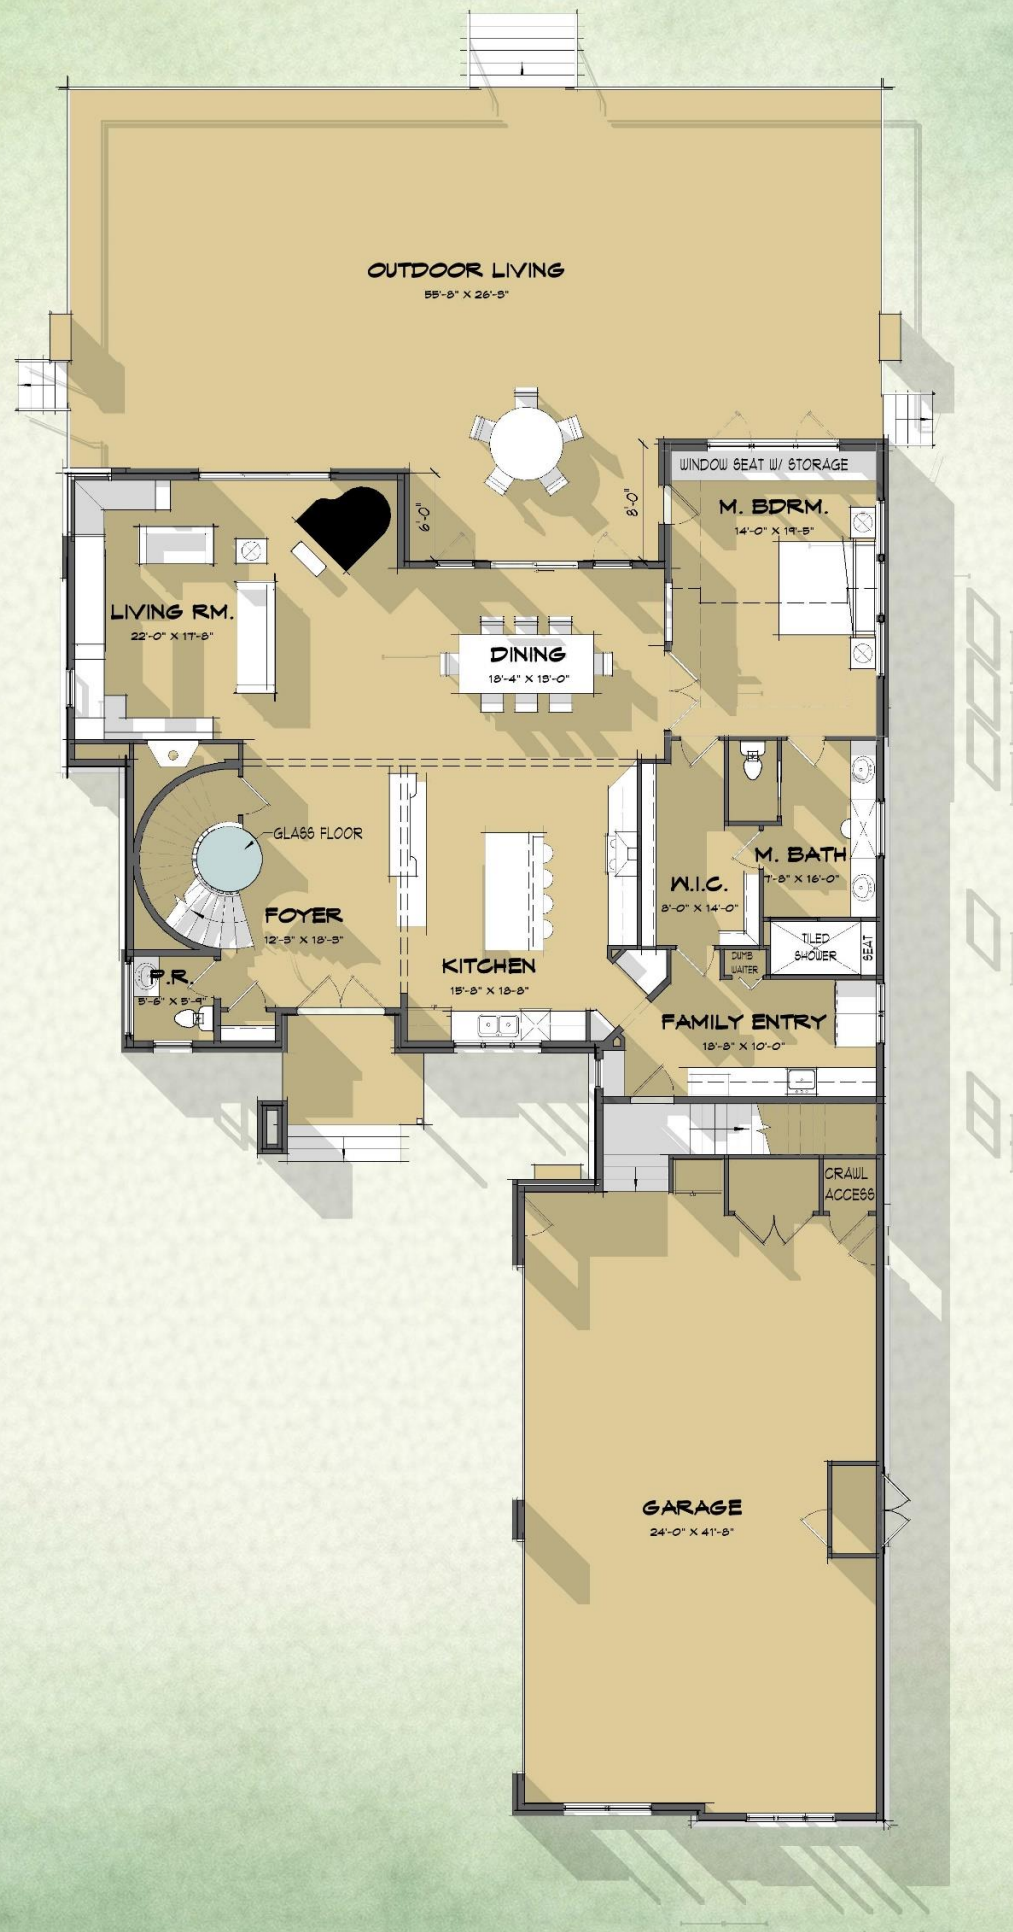 OUTDOOR LIVING
55'-8" X 26'-9"
6'-0"
8'-0"
WINDOW SEAT W/ STORAGE
M. BDRM.
14'-0" X 19'-5"
LIVING RM.
22'-0" X 17'-8"
DINING
18'-4" X 13'-0"
GLASS FLOOR
M. BATH
7'-8" X 16'-0"
W.I.C.
8'-0" X 14'-0"
FOYER
12'-3" X 18'-3"
TILED
SHOWER
SEAT
DUMB
WAITER
KITCHEN
15'-8" X 18'-8"
P.R.
5'-6" X 5'-9"
FAMILY ENTRY
18'-8" X 10'-0"
CRAWL
ACCESS
GARAGE
24'-0" X 41'-8"